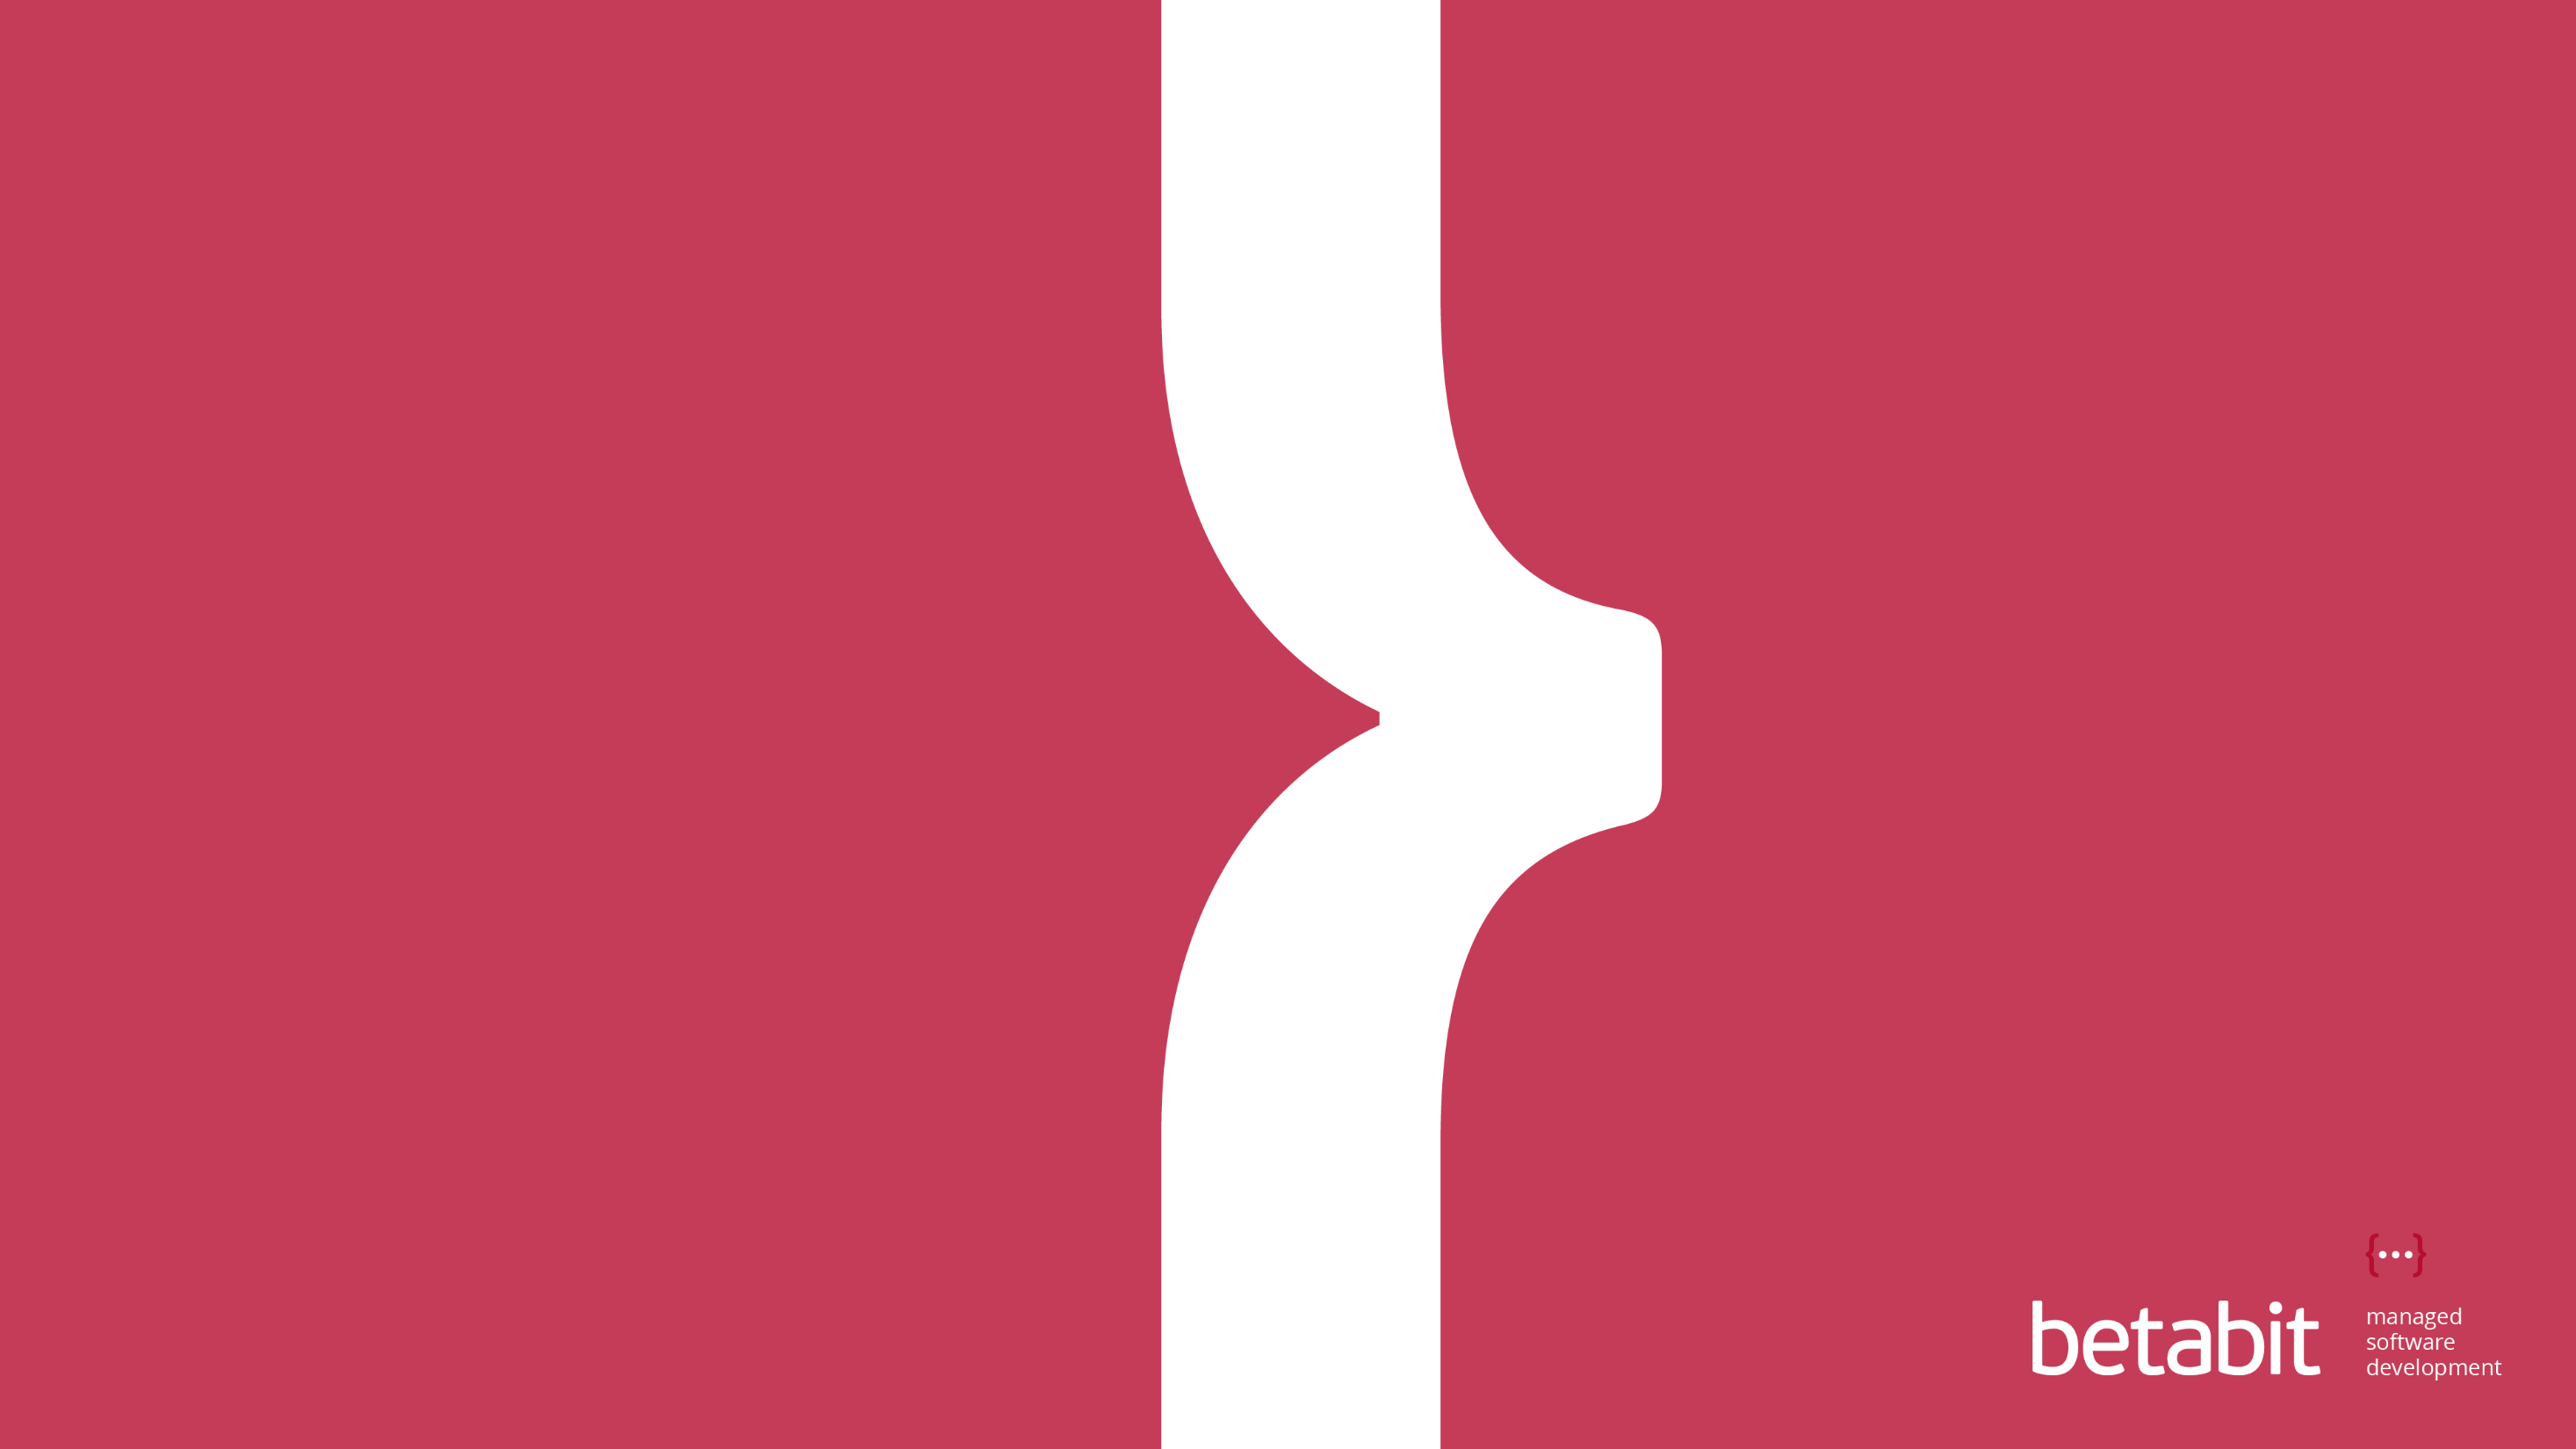 }
{...}
betabit
managed
software
development